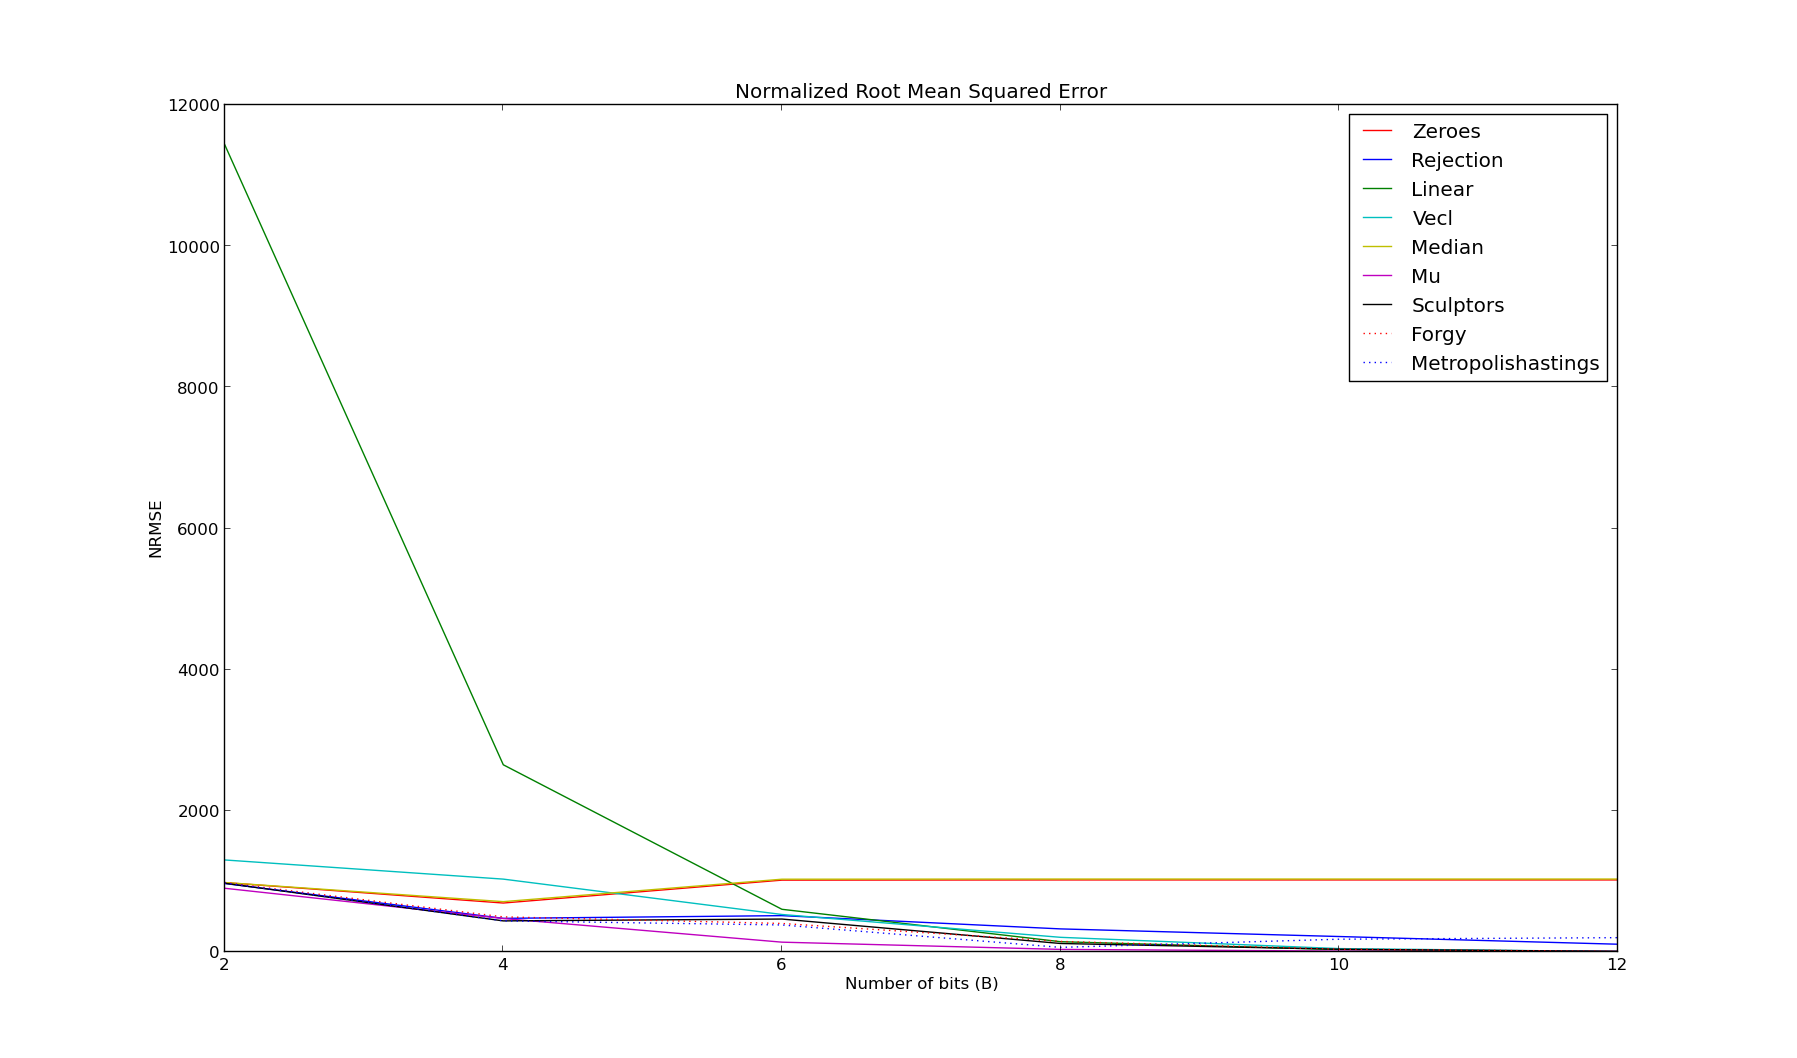 Normalized Root Mean Squared Error
12000
10000
8000
6000
4000
2000
0
NRMSE
Zeroes
Rejection
Linear
Vecl
Median
Mu
Sculptors
Forgy
Metropolishastings
2 4 6 8 10 12
Number of bits (B)